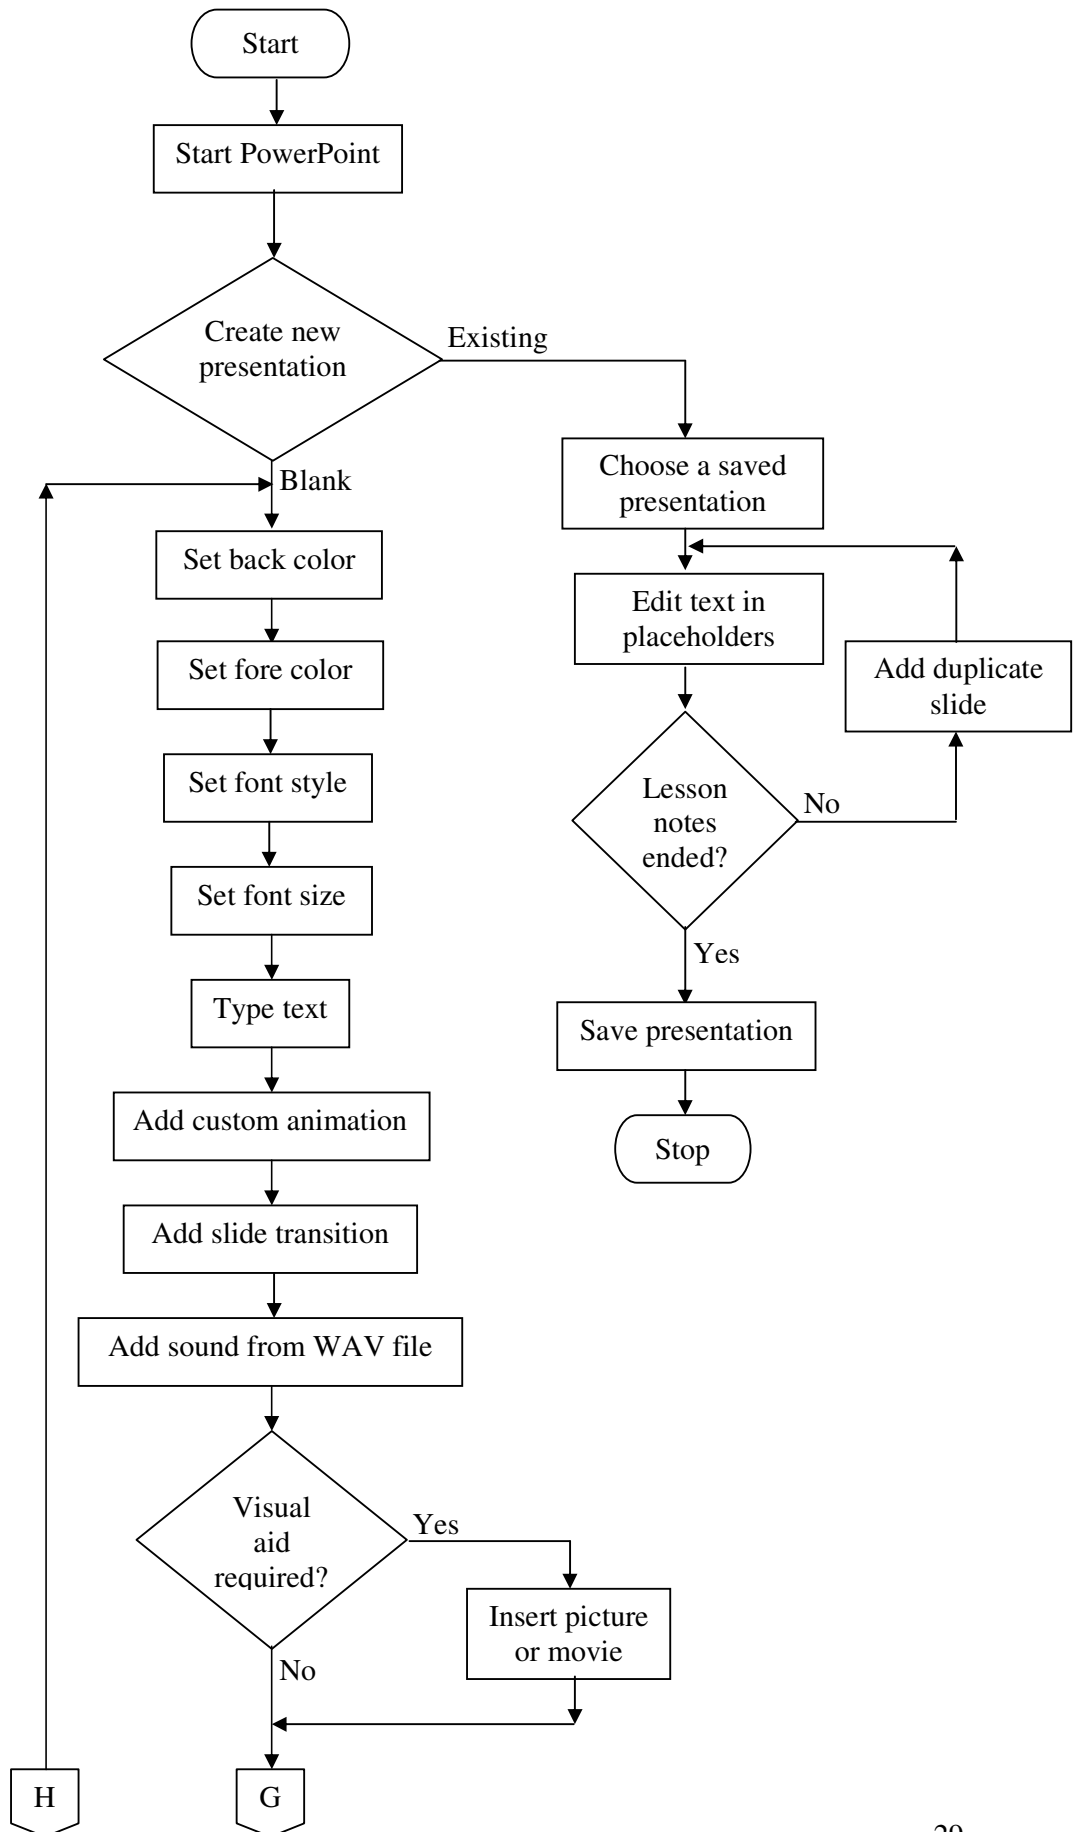 Start
Start PowerPoint
Create new
presentation
Existing
Blank
Choose a saved
presentation
Set back color
Edit text in
placeholders
Set fore color
Add duplicate
slide
Set font style
Lesson
notes
ended?
No
Set font size
Yes
Type text
Save presentation
Add custom animation
Stop
Add slide transition
Add sound from WAV file
Visual
aid
required?
Yes
Insert picture
or movie
No
H
G